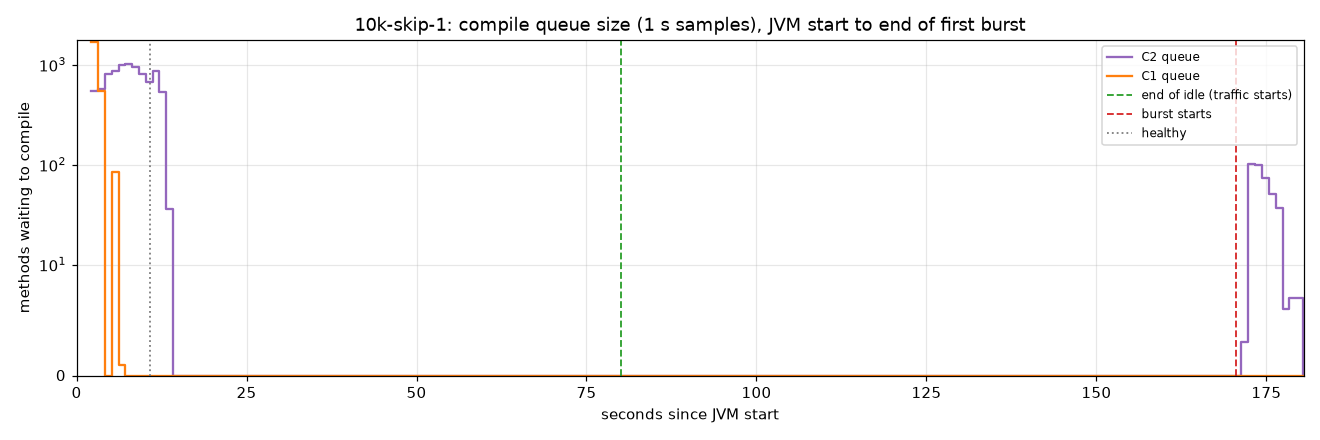 10k-skip-1: compile queue size (1 s samples), JVM start to end of first burst
methods waiting to compile
10³
10²
10¹
0
C2 queue
C1 queue
end of idle (traffic starts)
burst starts
healthy
0 25 50 75 100 125 150 175
seconds since JVM start